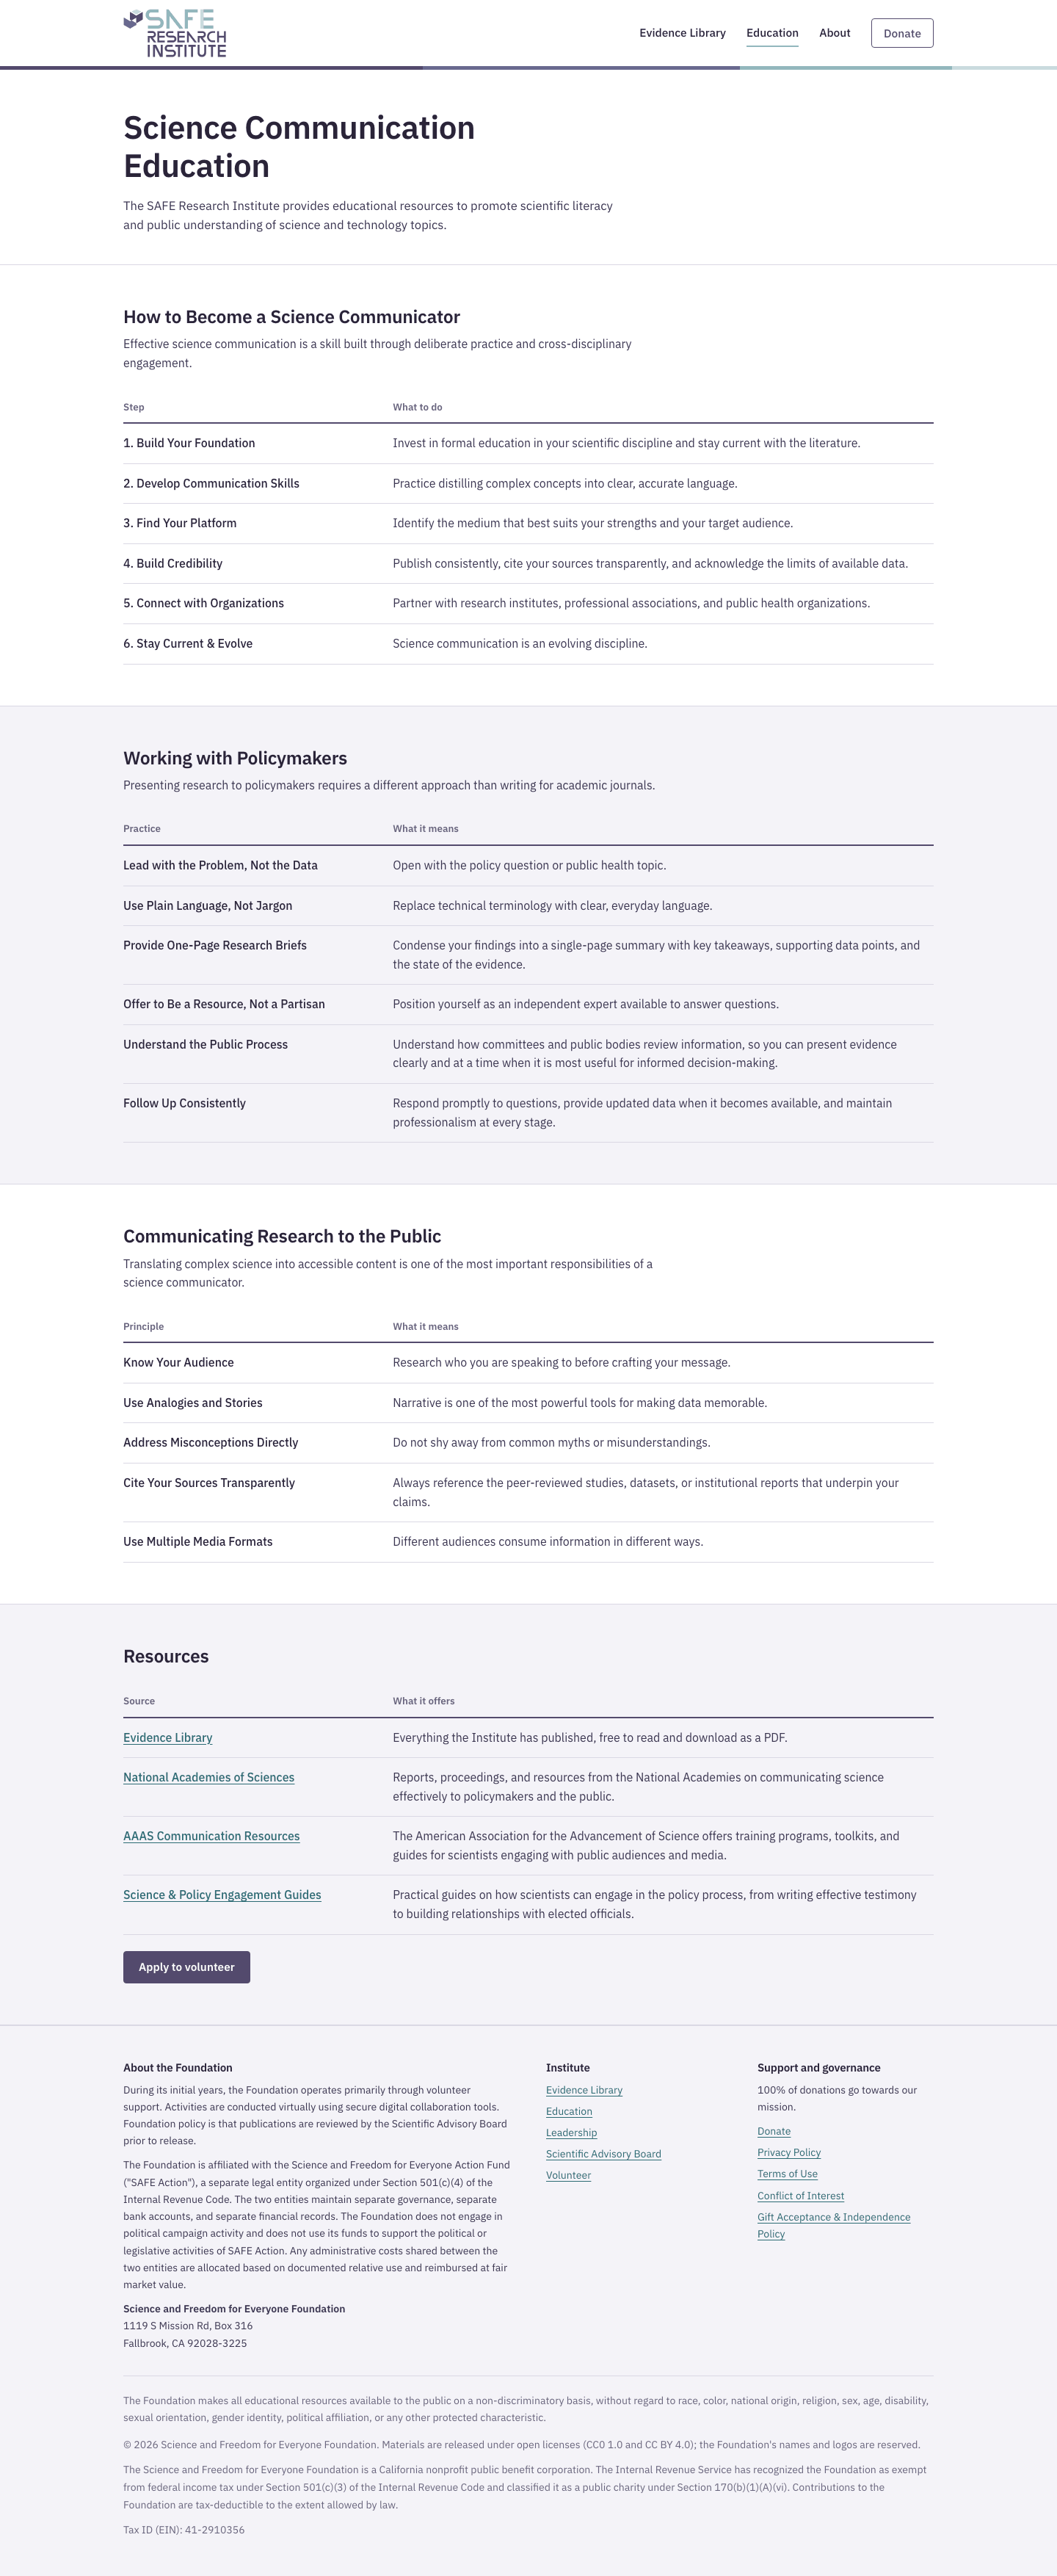 SAFE
RESEARCH
INSTITUTE
Evidence Library
Education
About
Donate
Science Communication
Education
The SAFE Research Institute provides educational resources to promote scientific literacy
and public understanding of science and technology topics.
How to Become a Science Communicator
Effective science communication is a skill built through deliberate practice and cross-disciplinary
engagement.
Step
What to do
1. Build Your Foundation
Invest in formal education in your scientific discipline and stay current with the literature.
2. Develop Communication Skills
Practice distilling complex concepts into clear, accurate language.
3. Find Your Platform
Identify the medium that best suits your strengths and your target audience.
4. Build Credibility
Publish consistently, cite your sources transparently, and acknowledge the limits of available data.
5. Connect with Organizations
Partner with research institutes, professional associations, and public health organizations.
6. Stay Current & Evolve
Science communication is an evolving discipline.
Working with Policymakers
Presenting research to policymakers requires a different approach than writing for academic journals.
Practice
What it means
Lead with the Problem, Not the Data
Open with the policy question or public health topic.
Use Plain Language, Not Jargon
Replace technical terminology with clear, everyday language.
Provide One-Page Research Briefs
Condense your findings into a single-page summary with key takeaways, supporting data points, and
the state of the evidence.
Offer to Be a Resource, Not a Partisan
Position yourself as an independent expert available to answer questions.
Understand the Public Process
Understand how committees and public bodies review information, so you can present evidence
clearly and at a time when it is most useful for informed decision-making.
Follow Up Consistently
Respond promptly to questions, provide updated data when it becomes available, and maintain
professionalism at every stage.
Communicating Research to the Public
Translating complex science into accessible content is one of the most important responsibilities of a
science communicator.
Principle
What it means
Know Your Audience
Research who you are speaking to before crafting your message.
Use Analogies and Stories
Narrative is one of the most powerful tools for making data memorable.
Address Misconceptions Directly
Do not shy away from common myths or misunderstandings.
Cite Your Sources Transparently
Always reference the peer-reviewed studies, datasets, or institutional reports that underpin your
claims.
Use Multiple Media Formats
Different audiences consume information in different ways.
Resources
Source
What it offers
Evidence Library
Everything the Institute has published, free to read and download as a PDF.
National Academies of Sciences
Reports, proceedings, and resources from the National Academies on communicating science
effectively to policymakers and the public.
AAAS Communication Resources
The American Association for the Advancement of Science offers training programs, toolkits, and
guides for scientists engaging with public audiences and media.
Science & Policy Engagement Guides
Practical guides on how scientists can engage in the policy process, from writing effective testimony
to building relationships with elected officials.
Apply to volunteer
About the Foundation
During its initial years, the Foundation operates primarily through volunteer
support. Activities are conducted virtually using secure digital collaboration tools.
Foundation policy is that publications are reviewed by the Scientific Advisory Board
prior to release.
The Foundation is affiliated with the Science and Freedom for Everyone Action Fund
("SAFE Action"), a separate legal entity organized under Section 501(c)(4) of the
Internal Revenue Code. The two entities maintain separate governance, separate
bank accounts, and separate financial records. The Foundation does not engage in
political campaign activity and does not use its funds to support the political or
legislative activities of SAFE Action. Any administrative costs shared between the
two entities are allocated based on documented relative use and reimbursed at fair
market value.
Science and Freedom for Everyone Foundation
1119 S Mission Rd, Box 316
Fallbrook, CA 92028-3225
Institute
Evidence Library
Education
Leadership
Scientific Advisory Board
Volunteer
Support and governance
100% of donations go towards our
mission.
Donate
Privacy Policy
Terms of Use
Conflict of Interest
Gift Acceptance & Independence
Policy
The Foundation makes all educational resources available to the public on a non-discriminatory basis, without regard to race, color, national origin, religion, sex, age, disability,
sexual orientation, gender identity, political affiliation, or any other protected characteristic.
© 2026 Science and Freedom for Everyone Foundation. Materials are released under open licenses (CC0 1.0 and CC BY 4.0); the Foundation's names and logos are reserved.
The Science and Freedom for Everyone Foundation is a California nonprofit public benefit corporation. The Internal Revenue Service has recognized the Foundation as exempt
from federal income tax under Section 501(c)(3) of the Internal Revenue Code and classified it as a public charity under Section 170(b)(1)(A)(vi). Contributions to the
Foundation are tax-deductible to the extent allowed by law.
Tax ID (EIN): 41-2910356